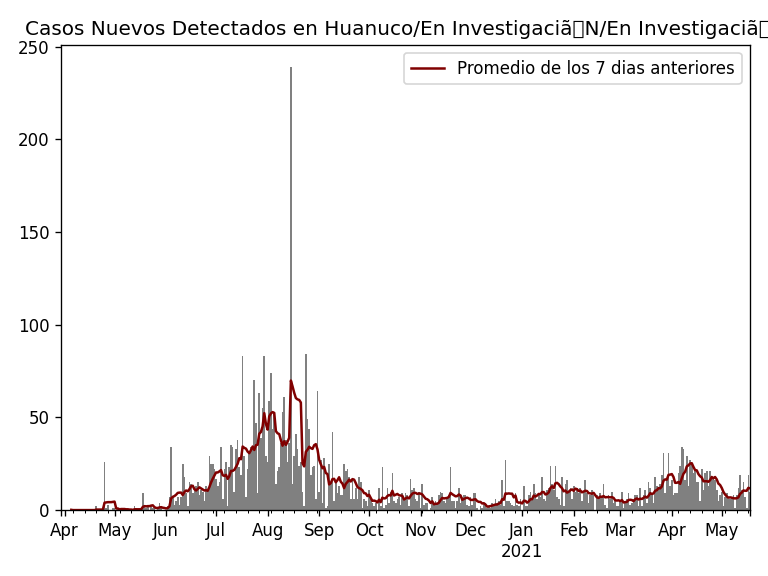 Casos Nuevos Detectados en Huanuco/En Investigaciã▯N/En Investigaciã▯
Promedio de los 7 dias anteriores
250
200
150
100
50
0
Apr May Jun Jul Aug Sep Oct Nov Dec Jan Feb Mar Apr May
2021